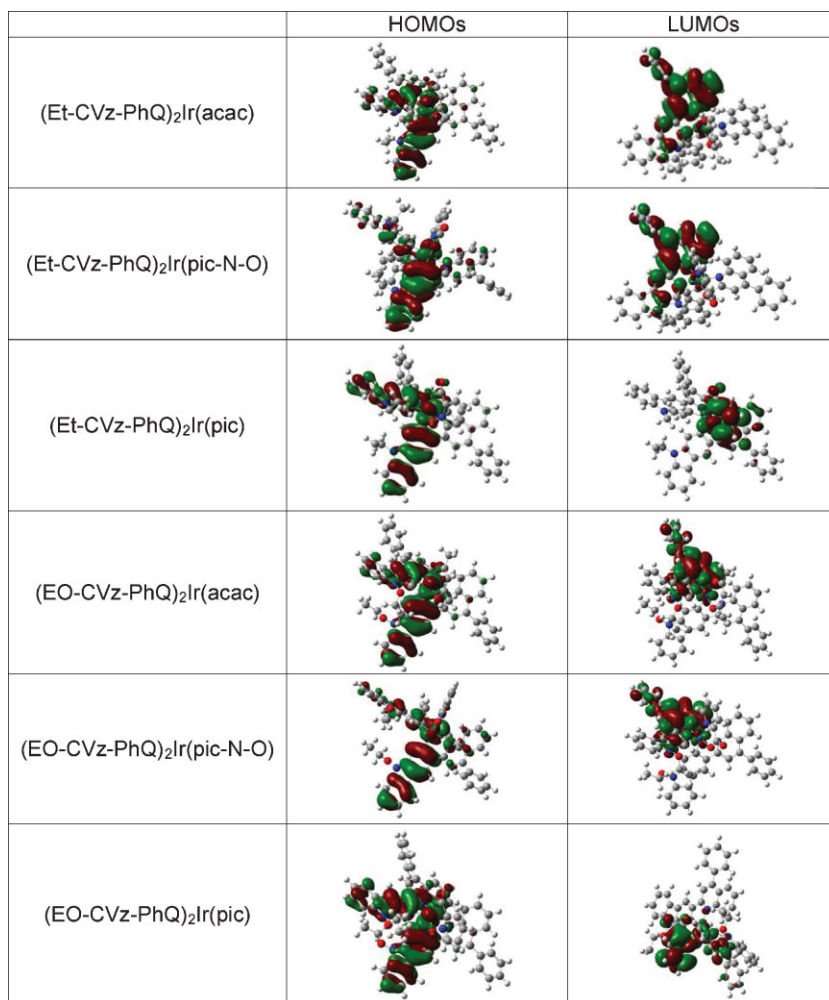 HOMOs LUMOs
(Et-CVz-PhQ)₂Ir(acac)
(Et-CVz-PhQ)₂Ir(pic-N-O)
(Et-CVz-PhQ)₂Ir(pic)
(EO-CVz-PhQ)₂Ir(acac)
(EO-CVz-PhQ)₂Ir(pic-N-O)
(EO-CVz-PhQ)₂Ir(pic)